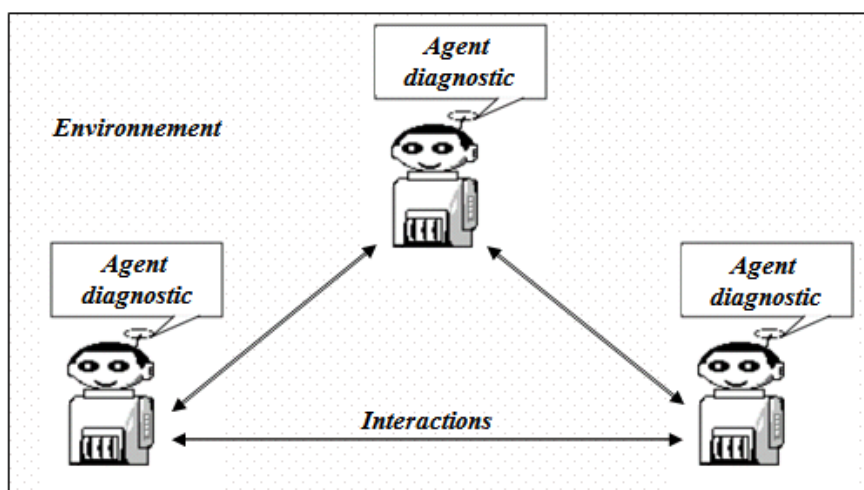 Agent
diagnostic
Environnement
Agent
diagnostic
Agent
diagnostic
Interactions